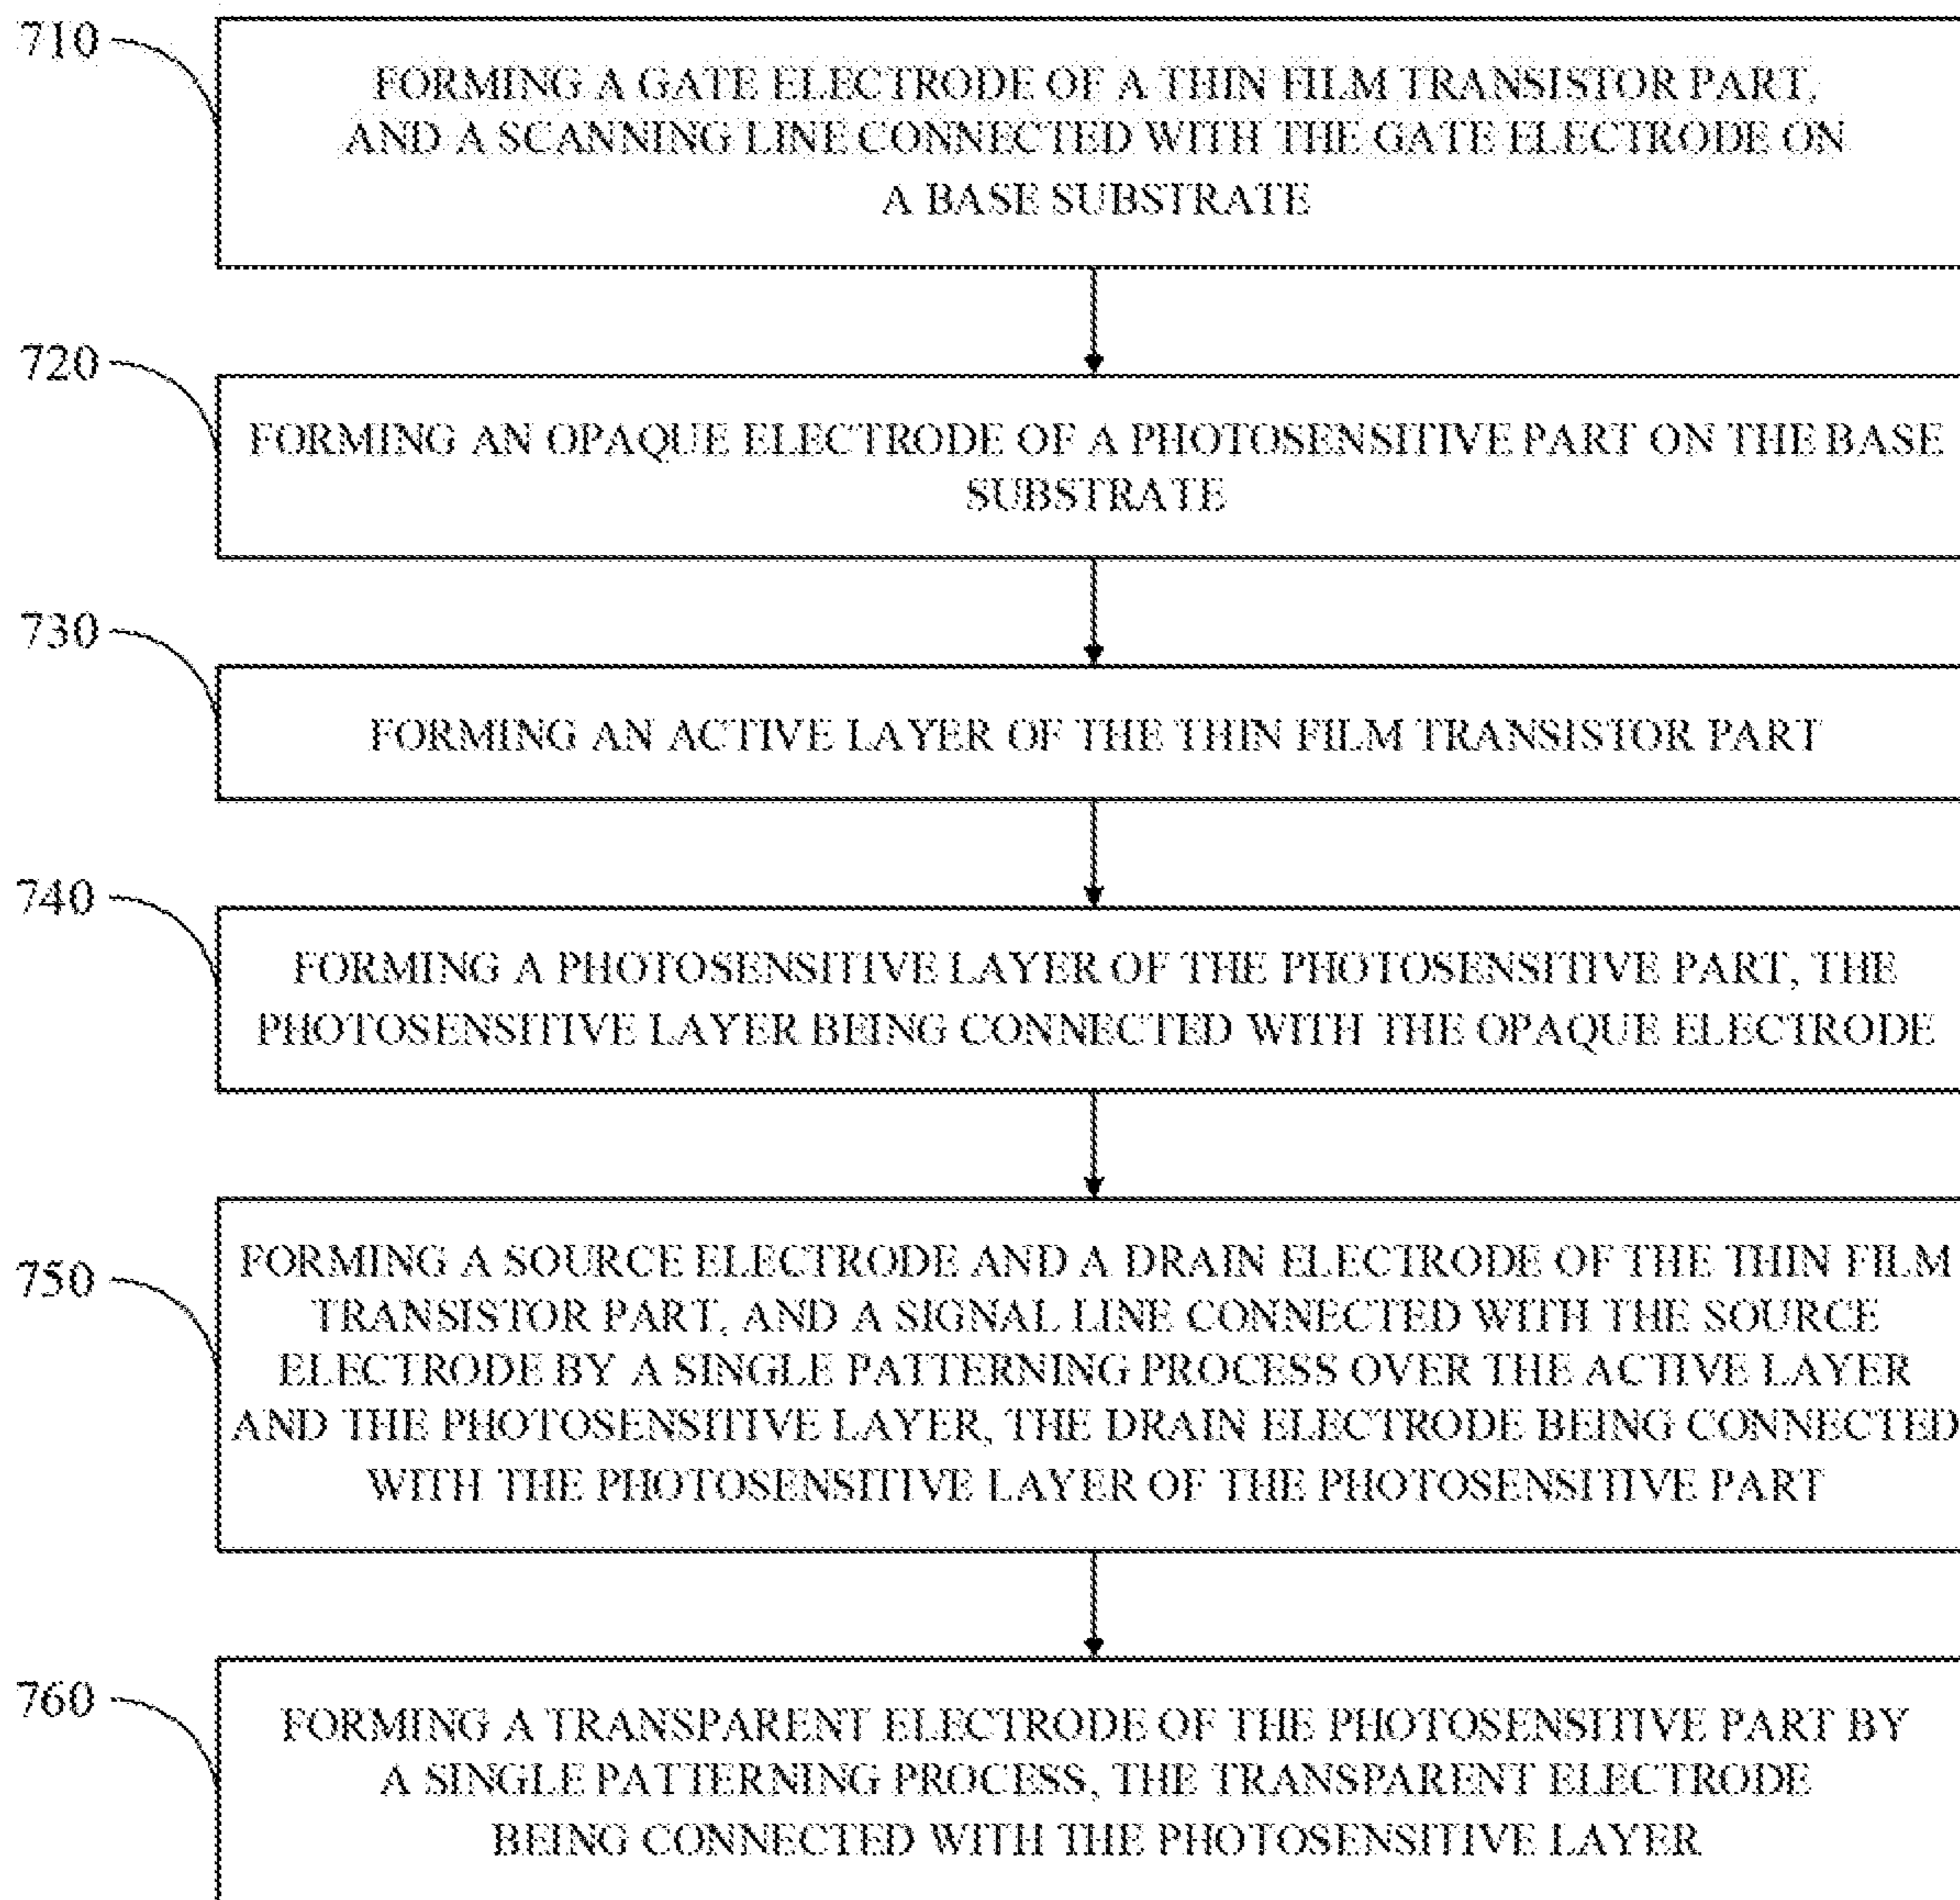 710
FORMING A GATE ELECTRODE OF A THIN FILM TRANSISTOR PART,
AND A SCANNING LINE CONNECTED WITH THE GATE ELECTRODE ON
A BASE SUBSTRATE
720
FORMING AN OPAQUE ELECTRODE OF A PHOTOSENSITIVE PART ON THE BASE
SUBSTRATE
730
FORMING AN ACTIVE LAYER OF THE THIN FILM TRANSISTOR PART
740
FORMING A PHOTOSENSITIVE LAYER OF THE PHOTOSENSITIVE PART, THE
PHOTOSENSITIVE LAYER BEING CONNECTED WITH THE OPAQUE ELECTRODE
750
FORMING A SOURCE ELECTRODE AND A DRAIN ELECTRODE OF THE THIN FILM
TRANSISTOR PART, AND A SIGNAL LINE CONNECTED WITH THE SOURCE
ELECTRODE BY A SINGLE PATTERNING PROCESS OVER THE ACTIVE LAYER
AND THE PHOTOSENSITIVE LAYER, THE DRAIN ELECTRODE BEING CONNECTED
WITH THE PHOTOSENSITIVE LAYER OF THE PHOTOSENSITIVE PART
760
FORMING A TRANSPARENT ELECTRODE OF THE PHOTOSENSITIVE PART BY
A SINGLE PATTERNING PROCESS, THE TRANSPARENT ELECTRODE
BEING CONNECTED WITH THE PHOTOSENSITIVE LAYER